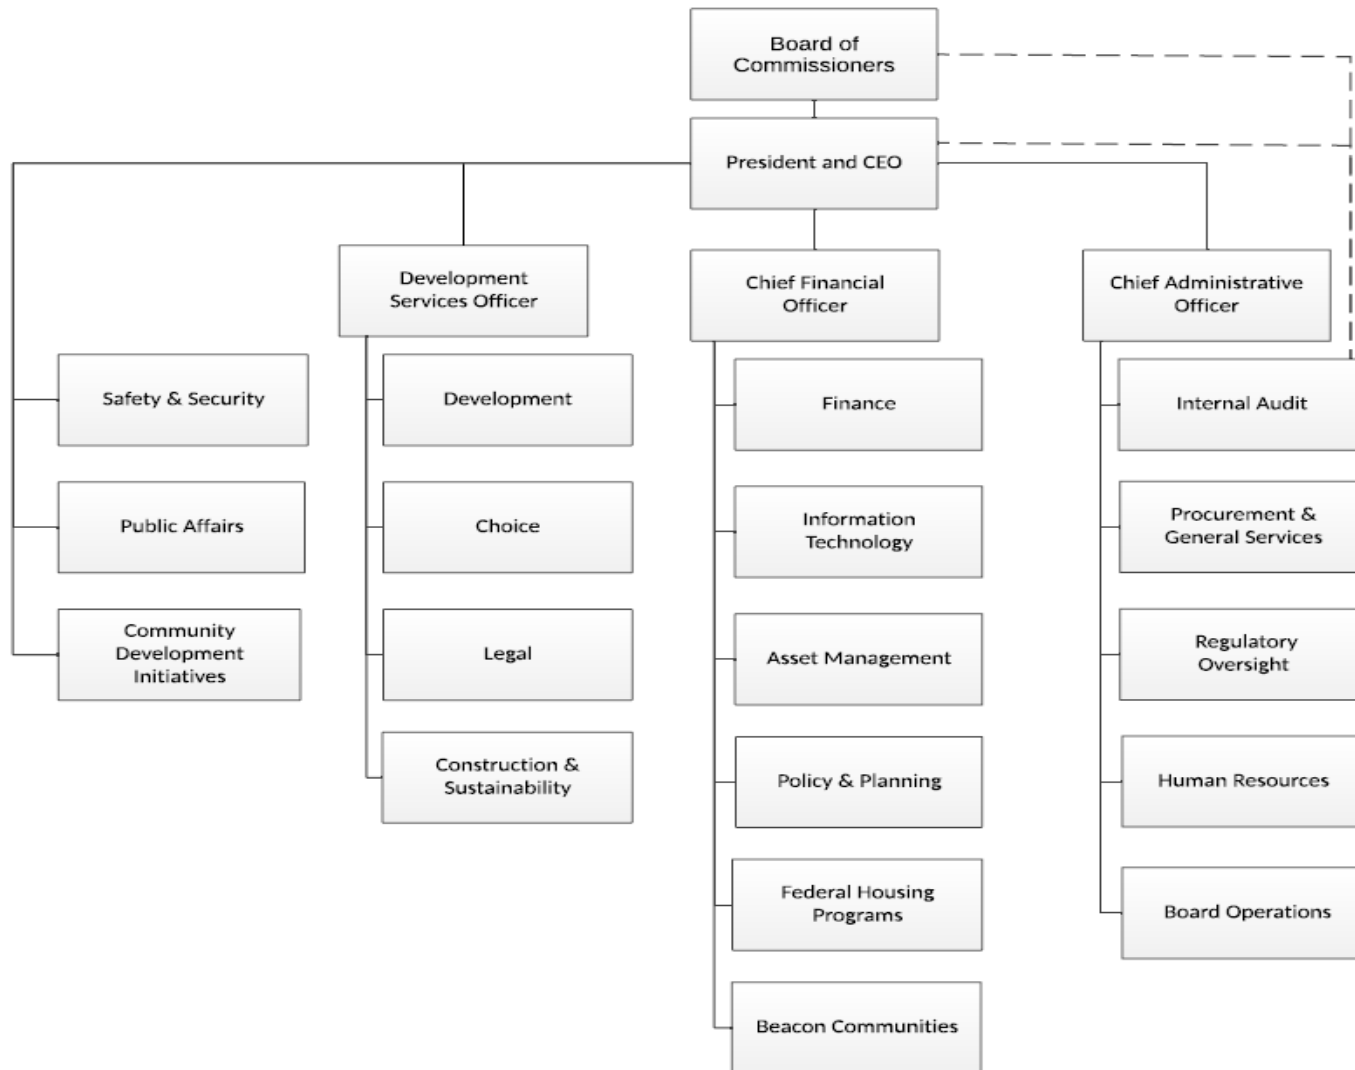 Board of
Commissioners
President and CEO
Development
Services Officer
Chief Financial
Officer
Chief Administrative
Officer
Safety & Security
Public Affairs
Community
Development
Initiatives
Development
Choice
Legal
Construction &
Sustainability
Finance
Information
Technology
Asset Management
Policy & Planning
Federal Housing
Programs
Beacon Communities
Internal Audit
Procurement &
General Services
Regulatory
Oversight
Human Resources
Board Operations